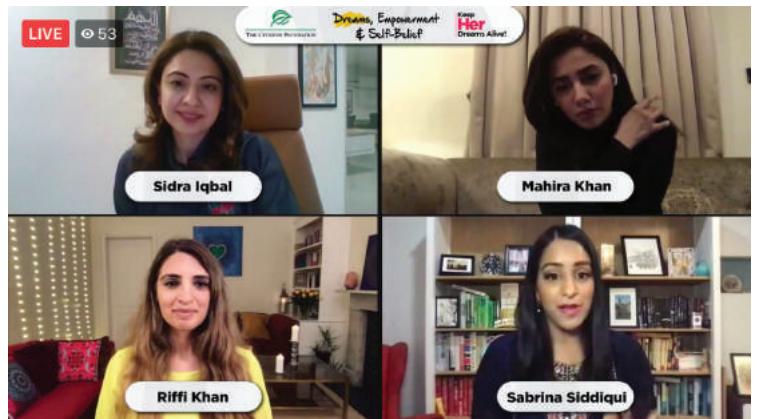 LIVE
53
THE CITIZENS FOUNDATION
Dreams, Empowerment
& Self-Belief
Keep
Her
Dreams Alive!
Sidra Iqbal
Mahira Khan
Riffi Khan
Sabrina Siddiqui